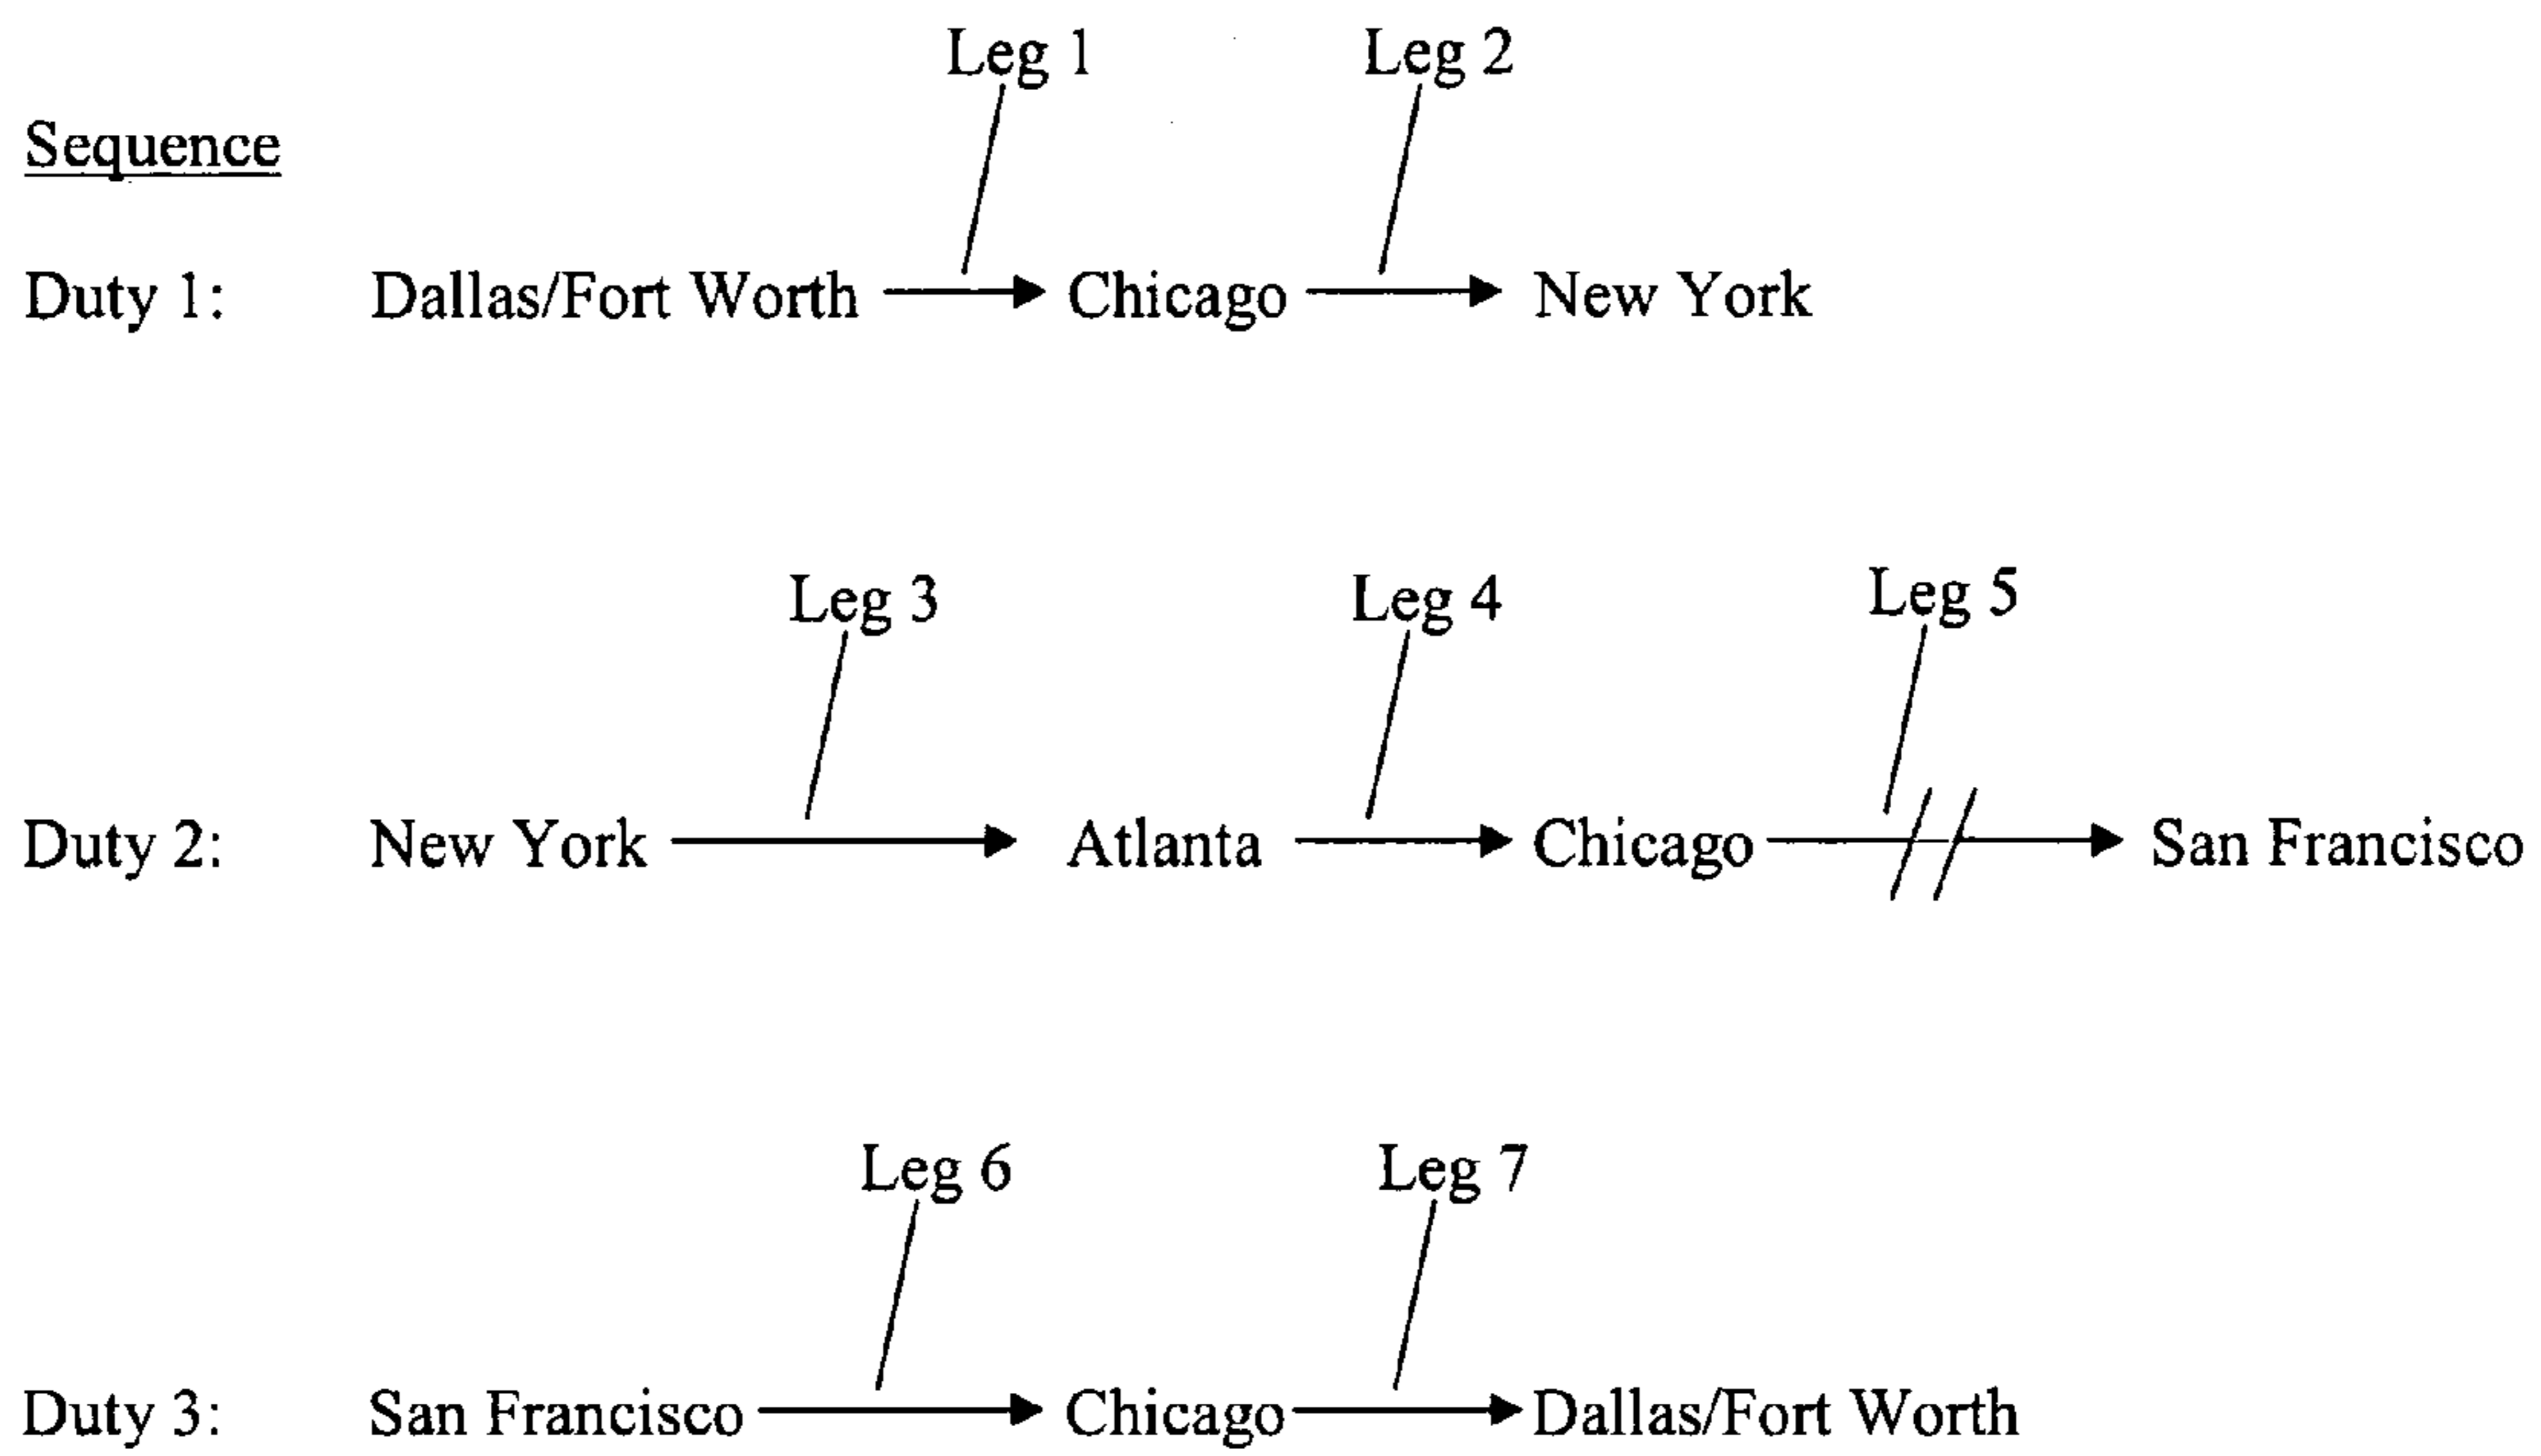 Leg 1 Leg 2
Sequence
Duty 1: Dallas/Fort Worth Chicago New York
Leg 3 Leg 4 Leg 5
Duty 2: New York Atlanta Chicago San Francisco
Leg 6 Leg 7
Duty 3: San Francisco Chicago Dallas/Fort Worth